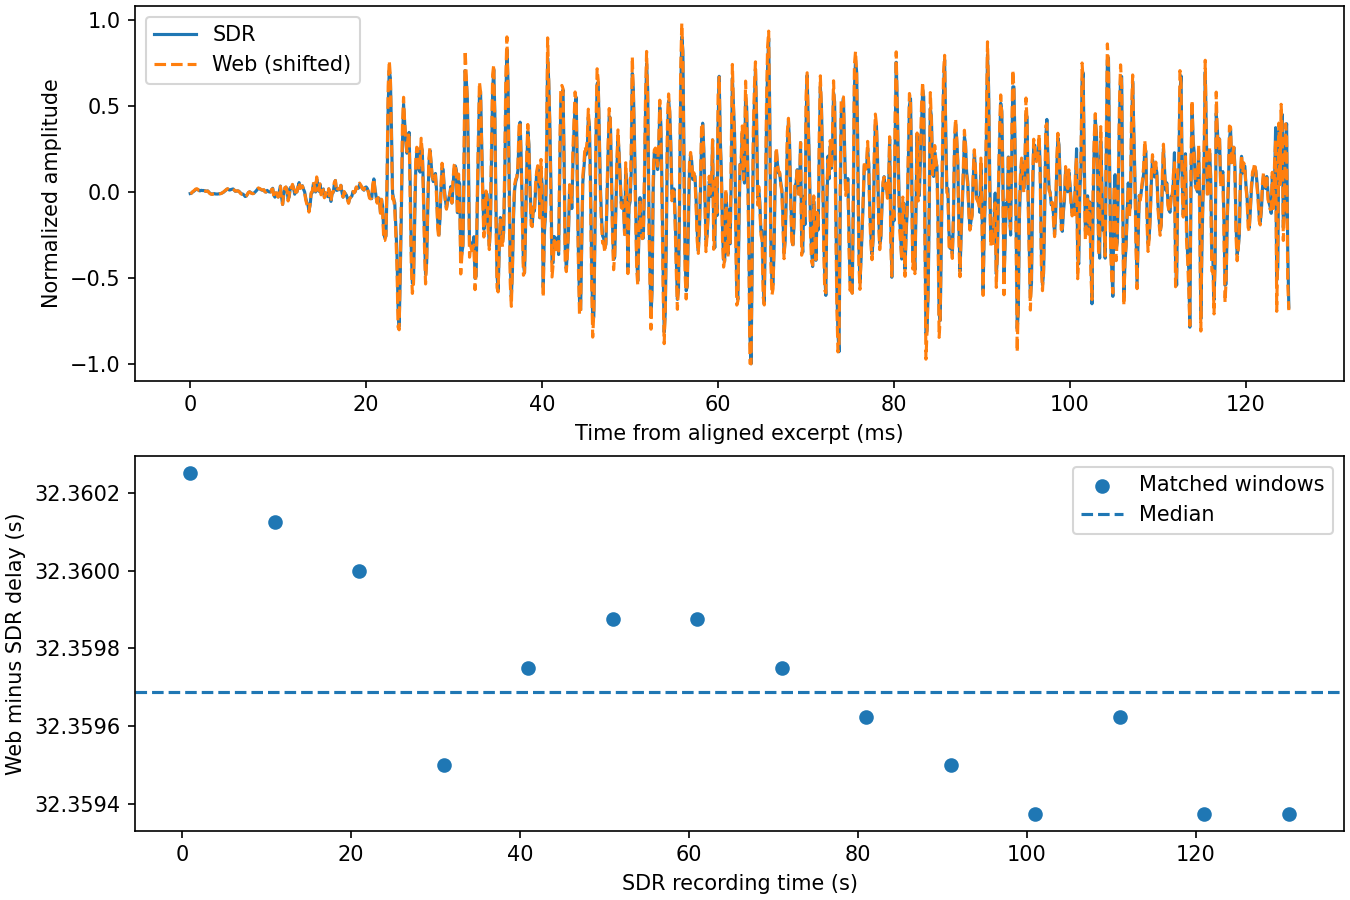 1.0
0.5
0.0
−0.5
−1.0
Normalized amplitude
SDR
Web (shifted)
0 20 40 60 80 100 120
Time from aligned excerpt (ms)
32.3602
32.3600
32.3598
32.3596
32.3594
Web minus SDR delay (s)
Matched windows
Median
0 20 40 60 80 100 120
SDR recording time (s)